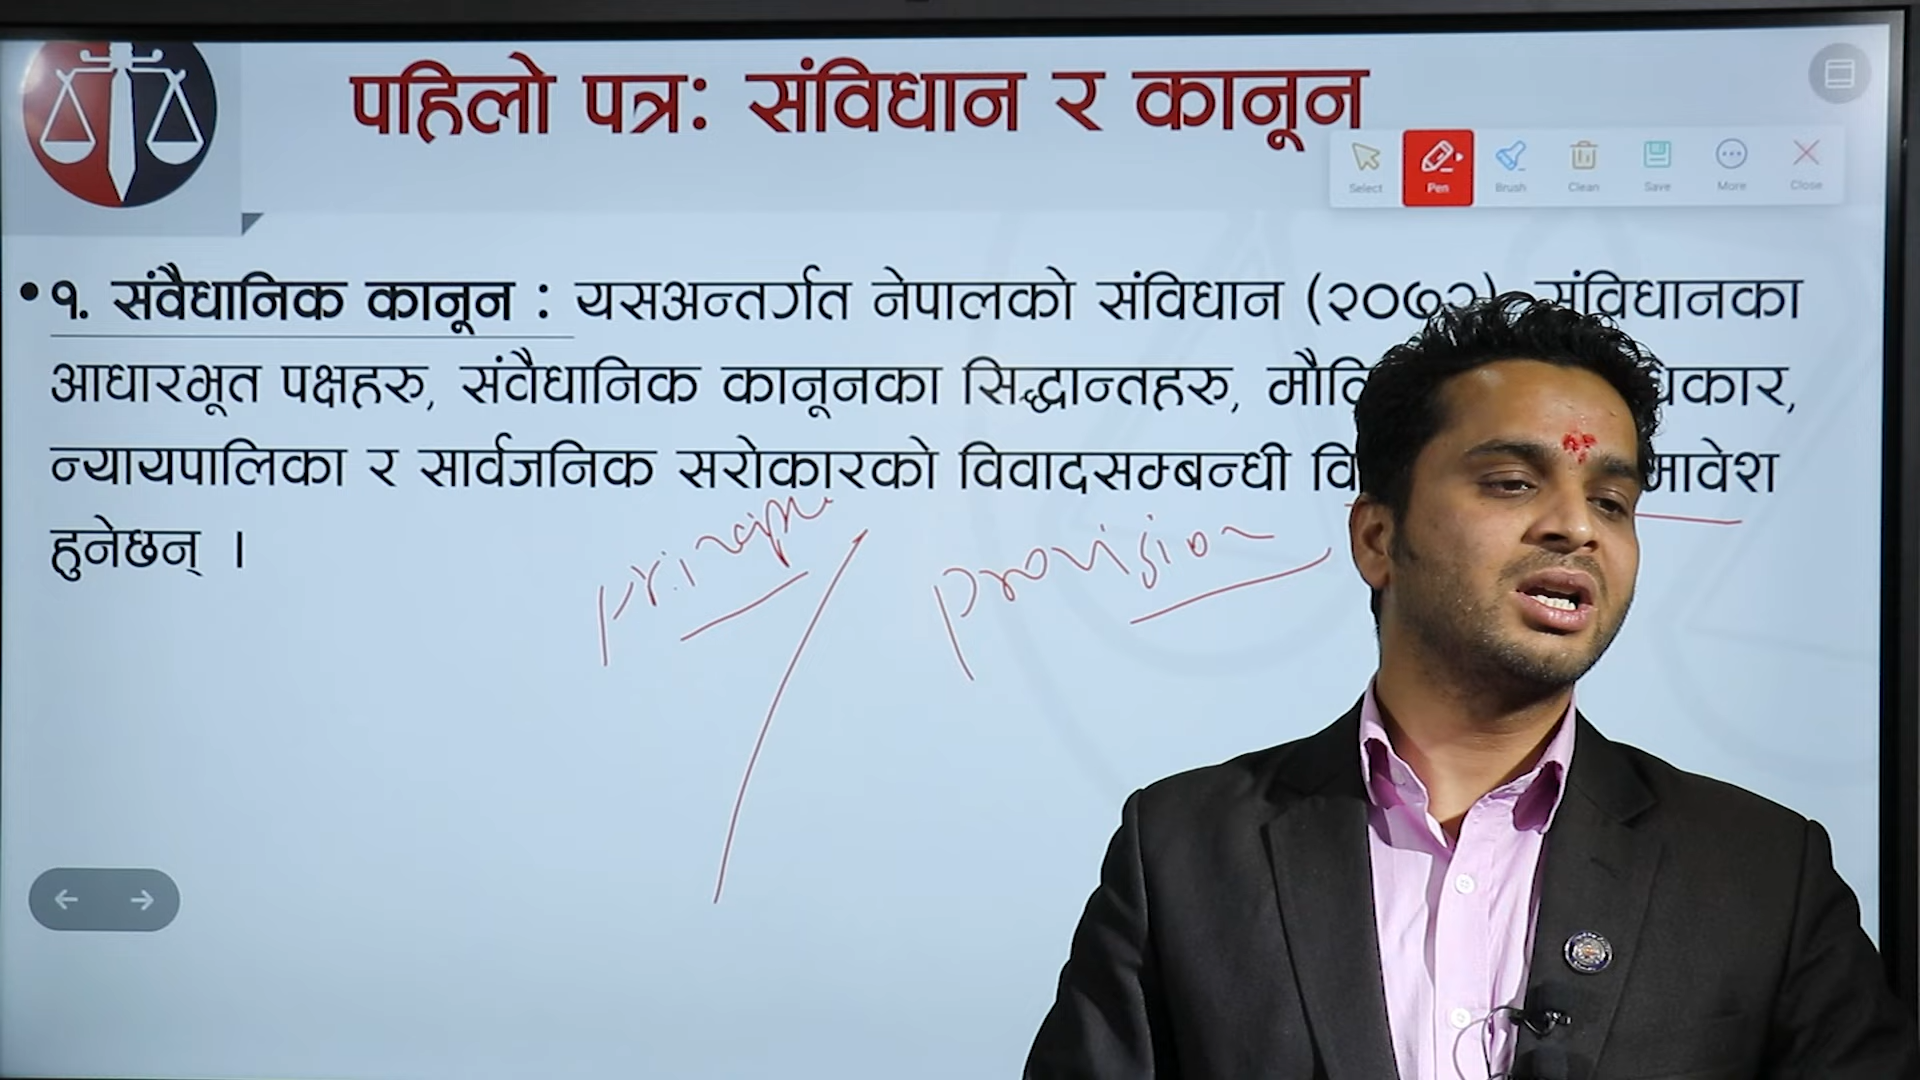 पहिलो पत्र: संविधान र कानून
Select Pen Brush Clean Save More Close
• १. संवैधानिक कानून : यसअन्तर्गत नेपालको संविधान (२०७२), संविधानका
आधारभूत पक्षहरु, संवैधानिक कानूनका सिद्धान्तहरु,
न्यायपालिका र सार्वजनिक सरोकारको विवादसम्बन्धी
हुनेछन् ।
provision